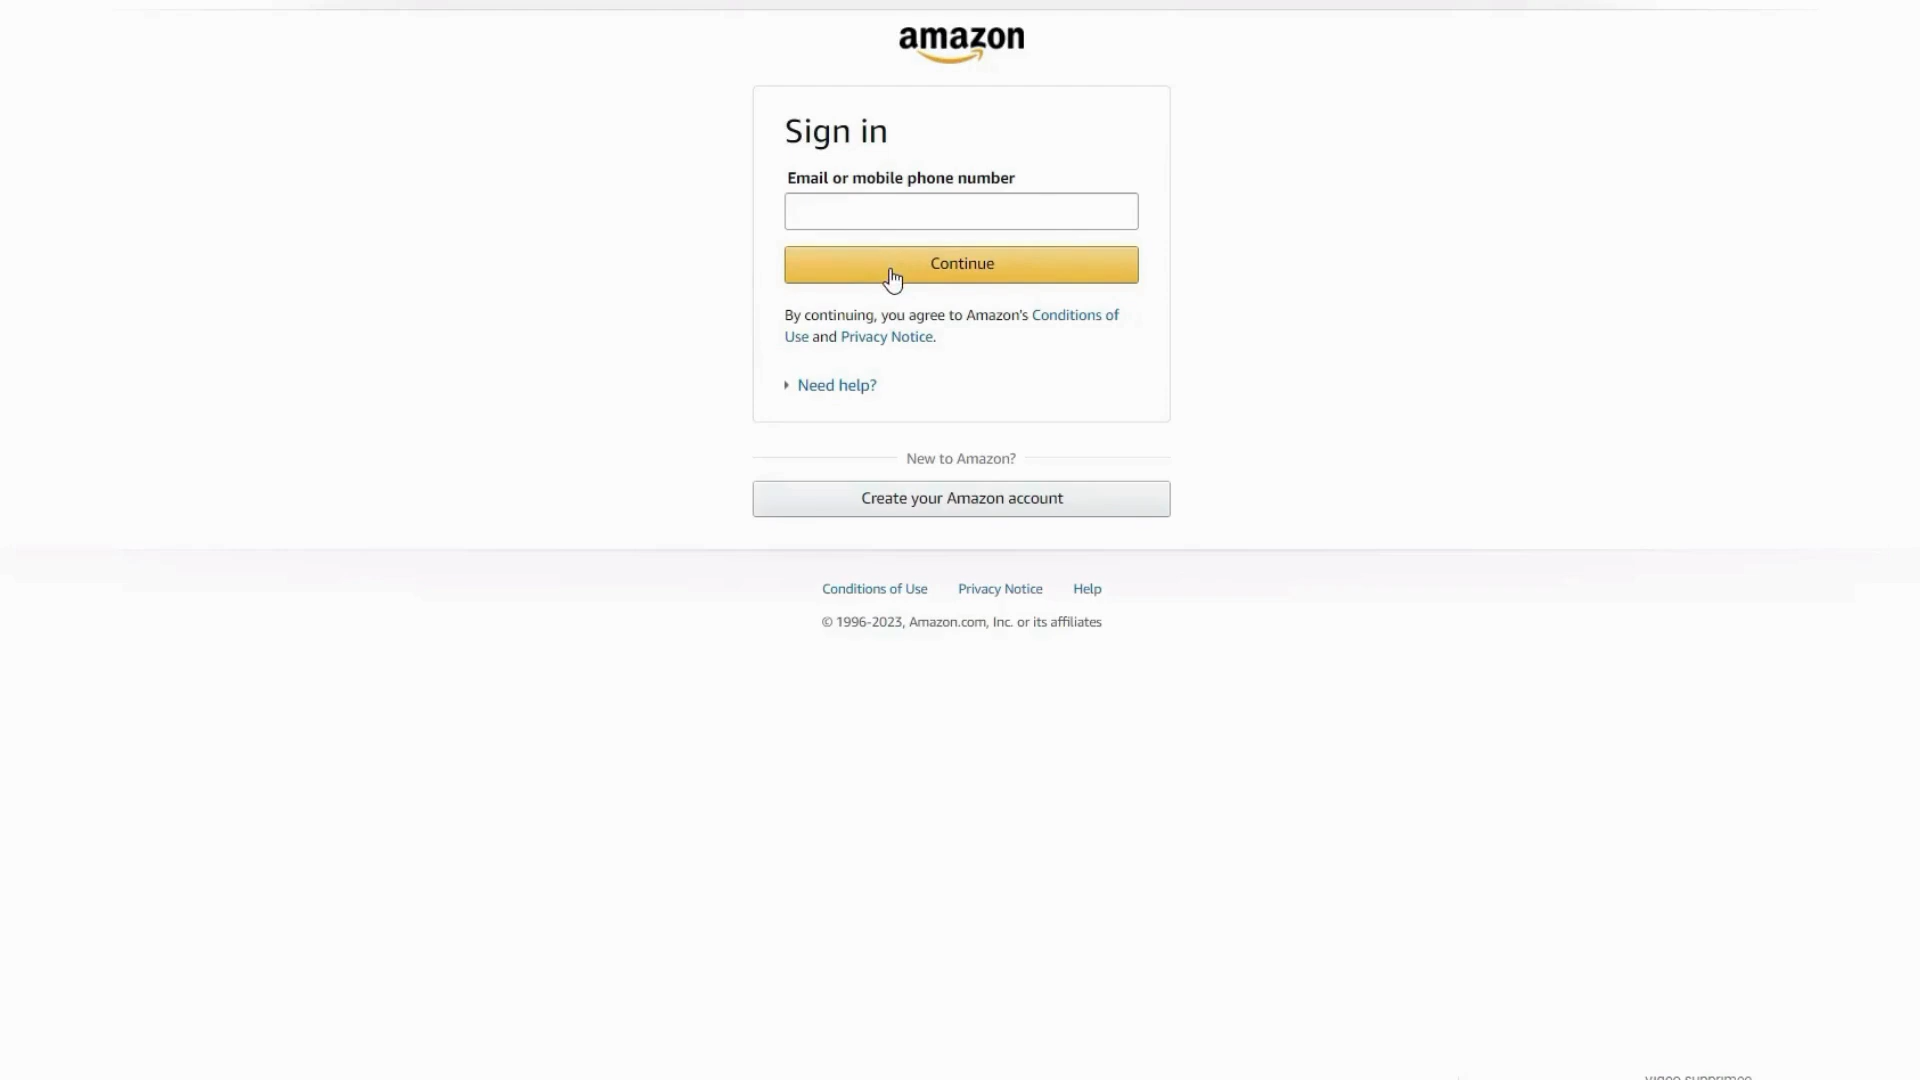 amazon
Sign in
Email or mobile phone number
Continue
By continuing, you agree to Amazon's Conditions of
Use and Privacy Notice.
Need help?
New to Amazon?
Create your Amazon account
Conditions of Use Privacy Notice Help
© 1996-2023, Amazon.com, Inc. or its affiliates